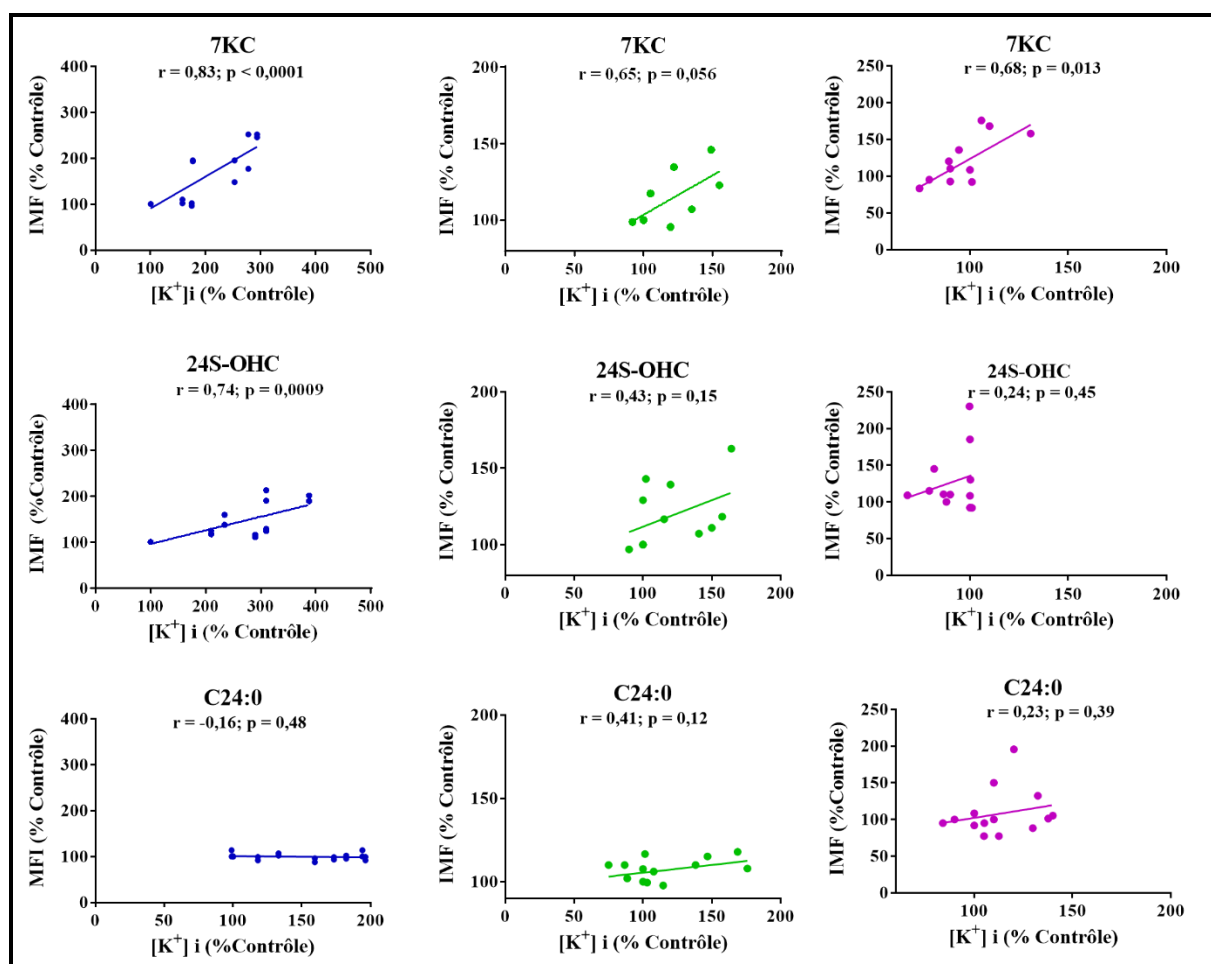 7KC
r = 0,83; p < 0,0001
400
300
200
100
0
IMF (% Contrôle)
0 100 200 300 400 500
[K+]i (% Contrôle)
7KC
r = 0,65; p = 0,056
200
150
100
IMF (% Contrôle)
0 50 100 150 200
[K+] i (% Contrôle)
7KC
r = 0,68; p = 0,013
250
200
150
100
50
0
IMF (% Contrôle)
100 150 200
[K+] i (% Contrôle)
24S-OHC
r = 0,74; p = 0,0009
400
300
200
100
0
IMF (%Contrôle)
0 100 200 300 400 500
[K+] i (% Contrôle)
24S-OHC
r = 0,43; p = 0,15
200
150
100
IMF (% Contrôle)
0 50 100 150 200
[K+] i (% Contrôle)
24S-OHC
r = 0,24; p = 0,45
250
200
150
100
50
0
IMF (% Contrôle)
100 150 200
[K+] i (% Contrôle)
C24:0
r = -0,16; p = 0,48
400
300
200
100
0
MFI (% Contrôle)
0 50 100 150 200
[K+] i (%Contrôle)
C24:0
r = 0,41; p = 0,12
200
150
100
IMF (% Contrôle)
0 50 100 150 200
[K+] i (% Contrôle)
C24:0
r = 0,23; p = 0,39
250
200
150
100
50
0
IMF (%Contrôle)
100 150 200
[K+] i (% Contrôle)